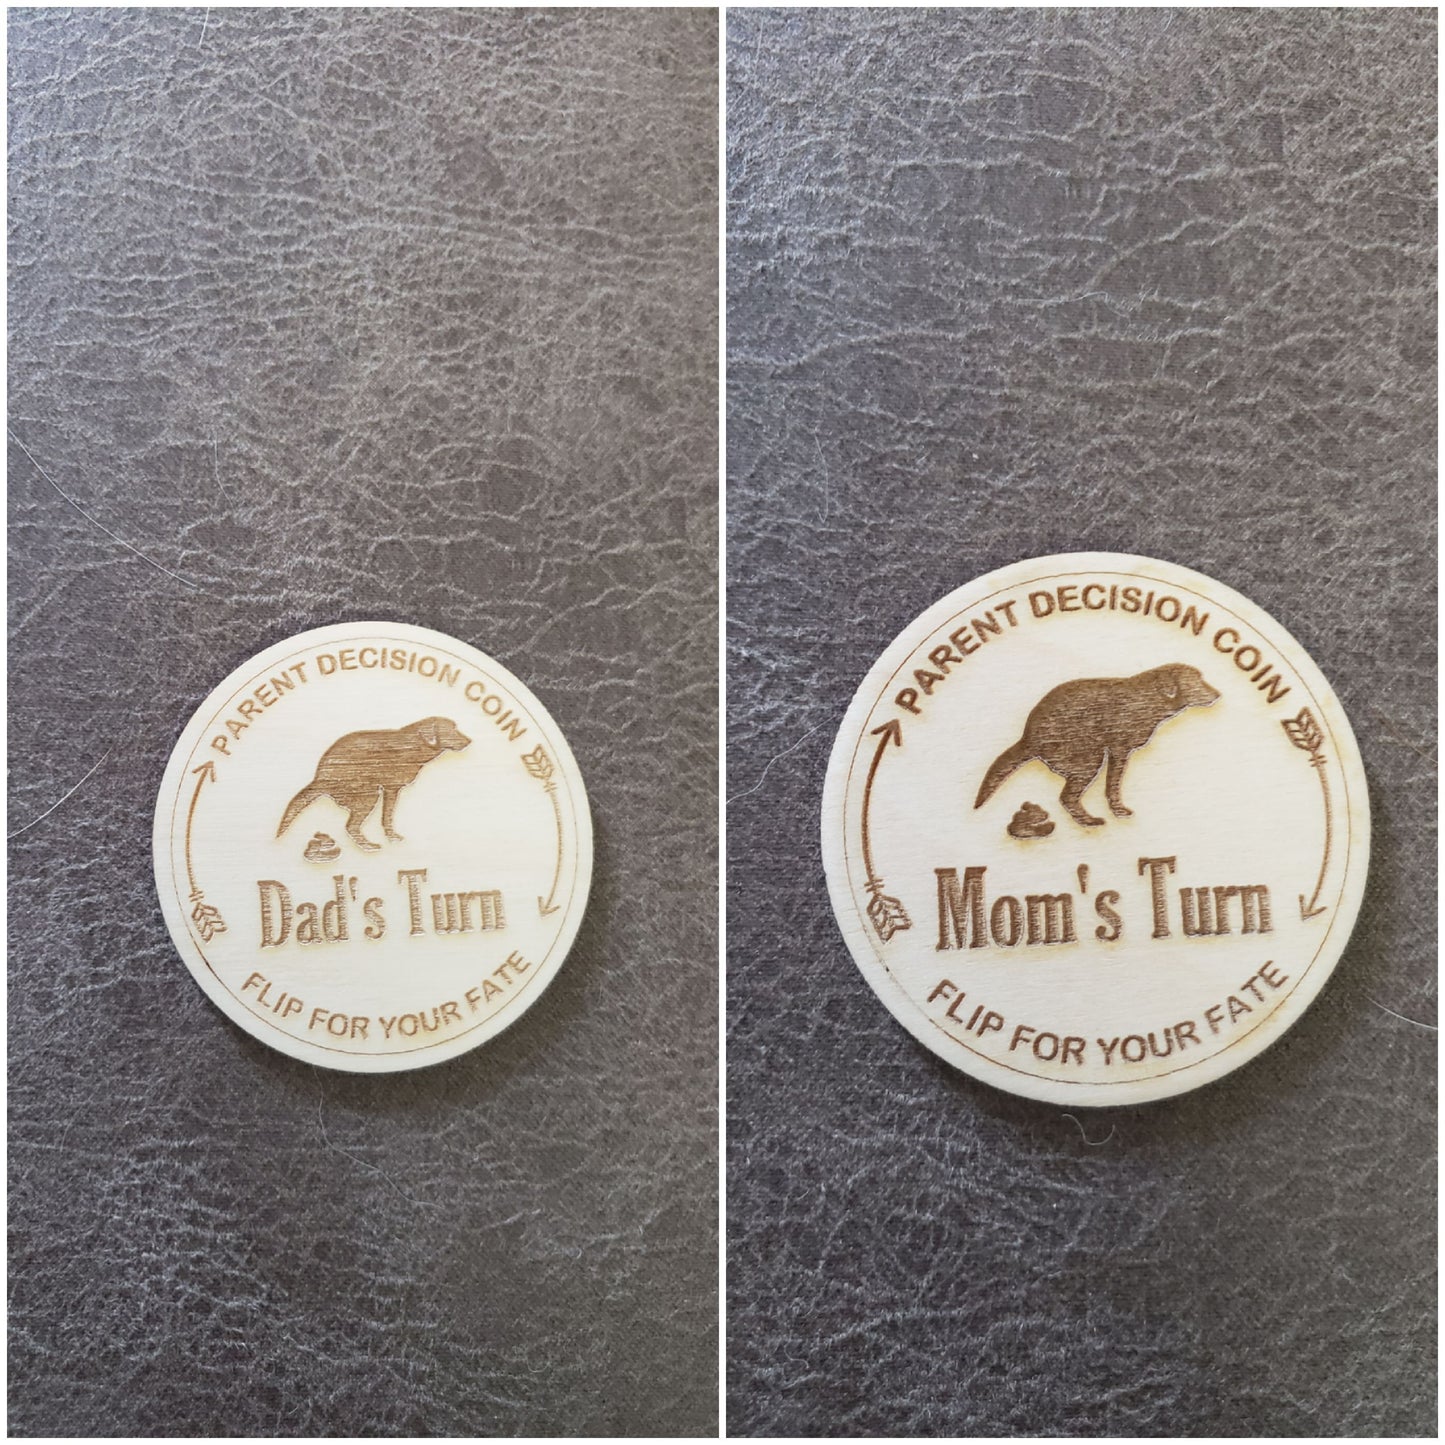 PARENT DECISION COIN
Dad's Turn
FLIP FOR YOUR FATE
PARENT DECISION COIN
Mom's Turn
FLIP FOR YOUR FATE